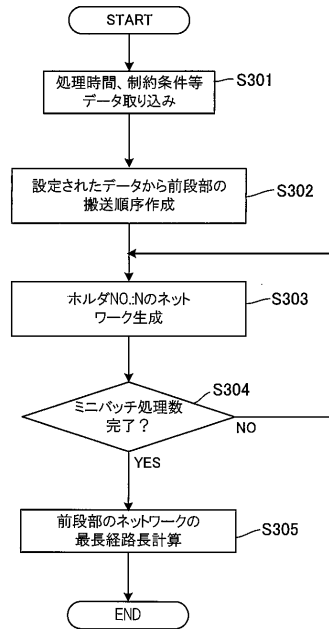 START
処理時間、制約条件等
データ取り込み
S301
設定されたデータから前段部の
搬送順序作成
S302
ホルダNO.:Nのネット
ワーク生成
S303
ミニバッチ処理数
完了?
S304
NO
YES
前段部のネットワークの
最長経路長計算
S305
END